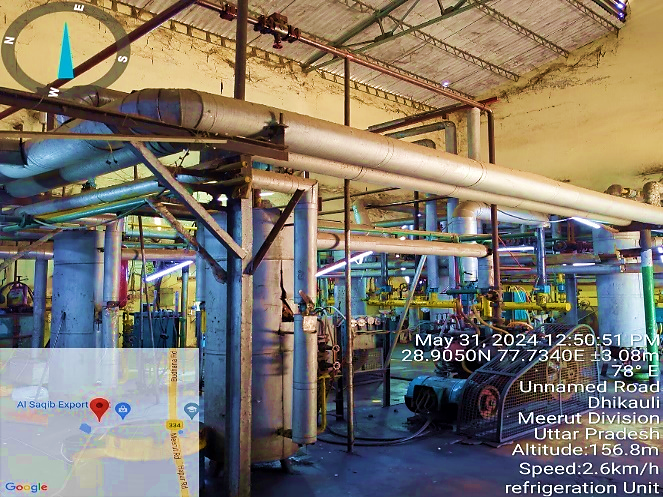 N
E
S
W
May 31, 2024 12:50:51 PM
28.9050N 77.7340E ±3.08m
78° E
Unnamed Road
Dhikauli
Meerut Division
Uttar Pradesh
Altitude:156.8m
Speed:2.6km/h
refrigeration Unit
Al Saqib Export
334
Google